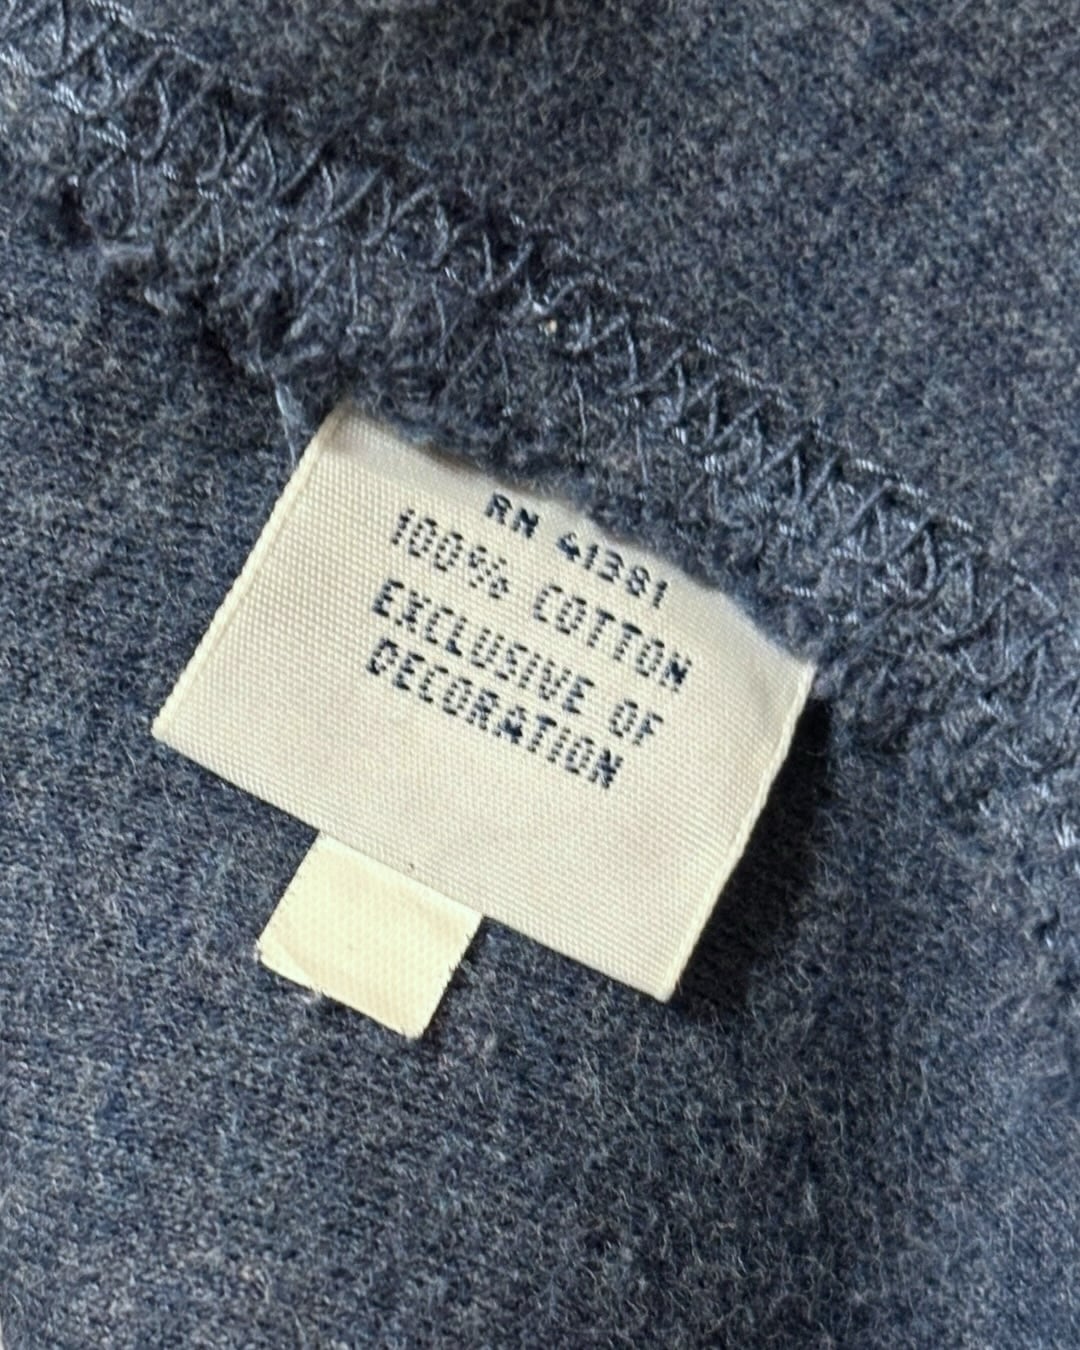 RN 41381
100% COTTON
EXCLUSIVE OF
DECORATION